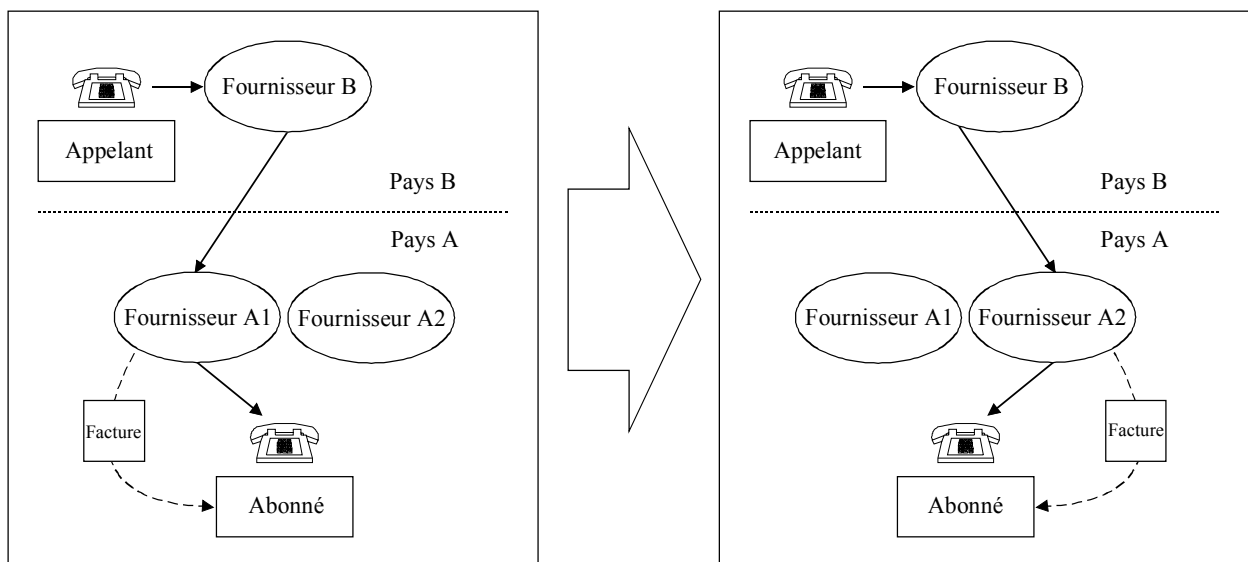 Fournisseur B
Appelant
Pays B
Pays A
Fournisseur A1
Fournisseur A2
Facture
Abonné
Fournisseur B
Appelant
Pays B
Pays A
Fournisseur A1
Fournisseur A2
Facture
Abonné